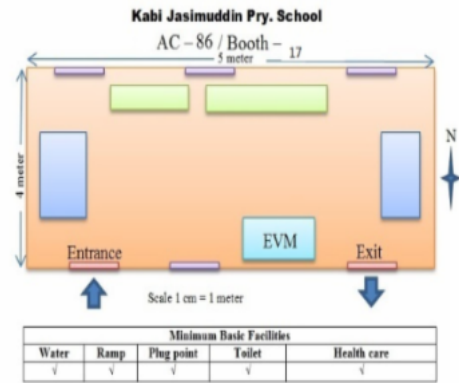 Kabi Jasimuddin Pry. School
AC – 86 / Booth – 17
5 meter
4 meter
N
EVM
Entrance
Exit
Scale 1 cm = 1 meter
Minimum Basic Facilities
Water Ramp Plug point Toilet Health care
√ √ √ √ √